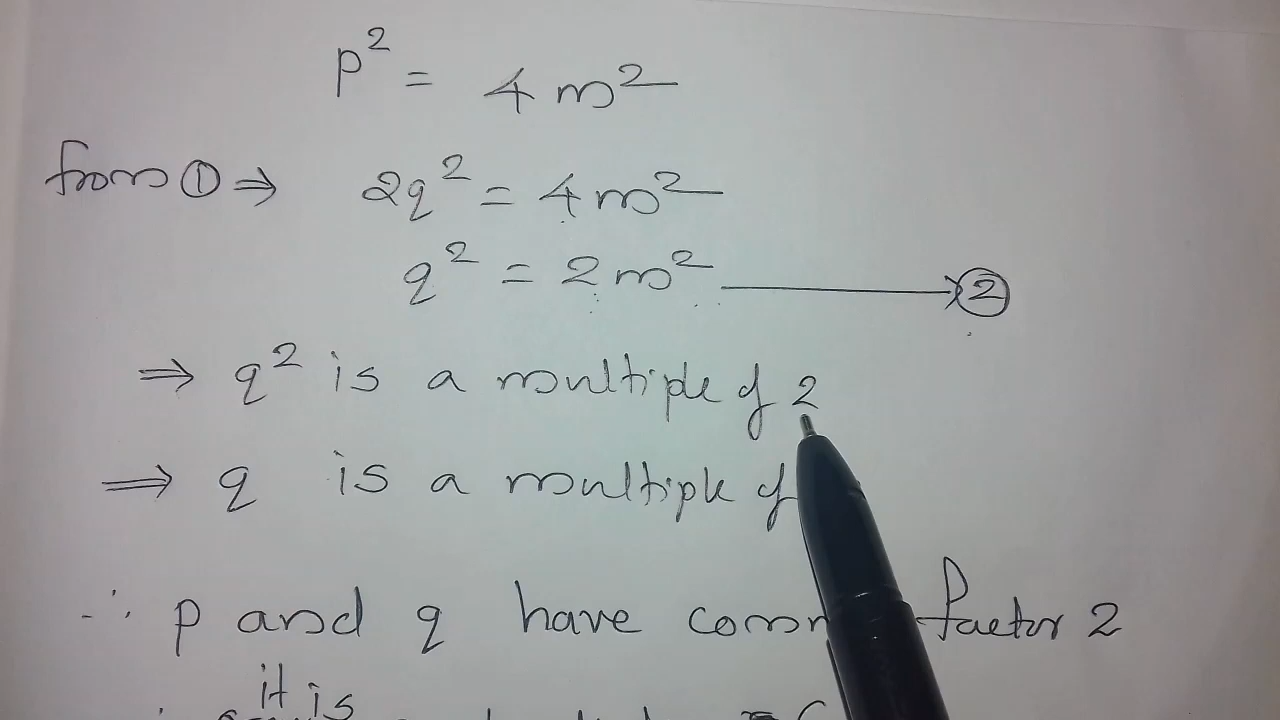 p² = 4m²
from ① ⇒ 2q² = 4m²
q² = 2m² → ②
⇒ q² is a multiple of 2
⇒ q is a multiple of
∴ p and q have factor 2
it is